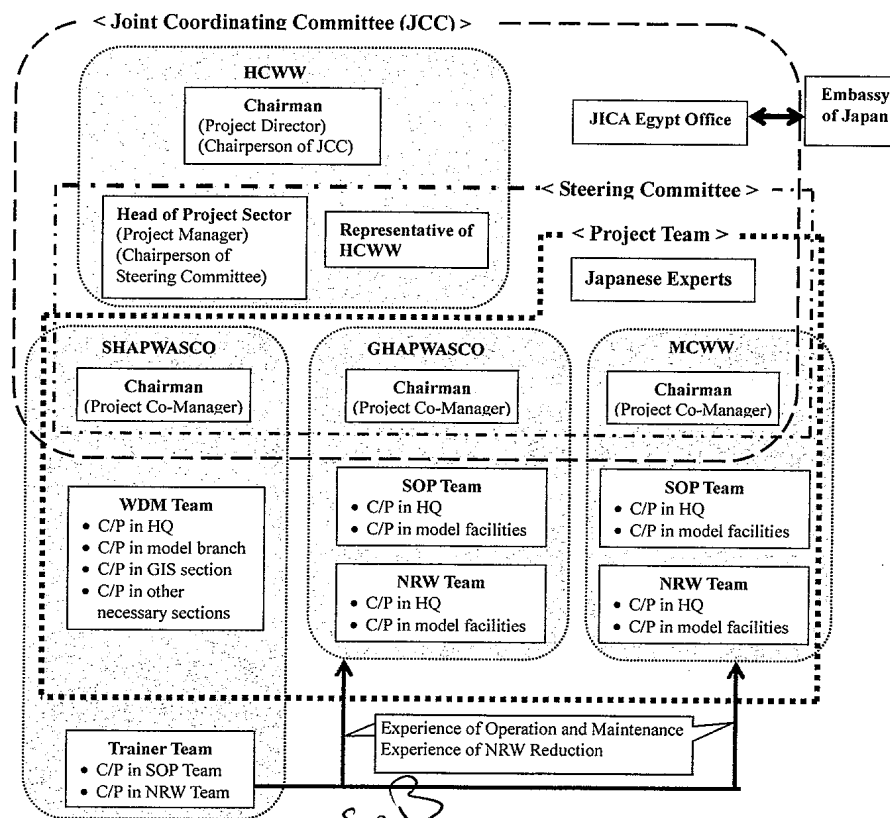 < Joint Coordinating Committee (JCC) >
HCWW
Chairman
(Project Director)
(Chairperson of JCC)
JICA Egypt Office
Embassy
of Japan
< Steering Committee >
Head of Project Sector
(Project Manager)
(Chairperson of
Steering Committee)
Representative of
HCWW
< Project Team >
Japanese Experts
SHAPWASCO
Chairman
(Project Co-Manager)
GHAPWASCO
Chairman
(Project Co-Manager)
MCWW
Chairman
(Project Co-Manager)
WDM Team
• C/P in HQ
• C/P in model branch
• C/P in GIS section
• C/P in other
necessary sections
SOP Team
• C/P in HQ
• C/P in model facilities
SOP Team
• C/P in HQ
• C/P in model facilities
NRW Team
• C/P in HQ
• C/P in model facilities
NRW Team
• C/P in HQ
• C/P in model facilities
Experience of Operation and Maintenance
Experience of NRW Reduction
Trainer Team
• C/P in SOP Team
• C/P in NRW Team